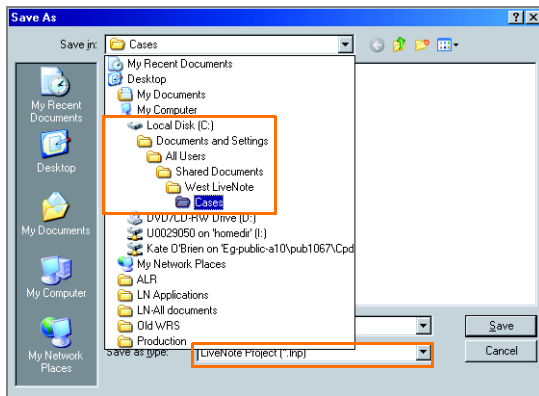 Save As
Save in:
Cases
My Recent Documents
Desktop
My Documents
My Computer
Local Disk (C:)
Documents and Settings
All Users
Shared Documents
West LiveNote
Cases
DVD/CD-RW Drive (D:)
U0029050 on 'homedir' (I:)
Kate O'Brien on 'Eg-public-a10\pub1067\Cpd
My Network Places
ALR
LN Applications
LN-All documents
Old WRS
Production
My Recent
Documents
Desktop
My Documents
My Computer
My Network
Places
Save
Save as type:
LiveNote Project (*.lnp)
Cancel